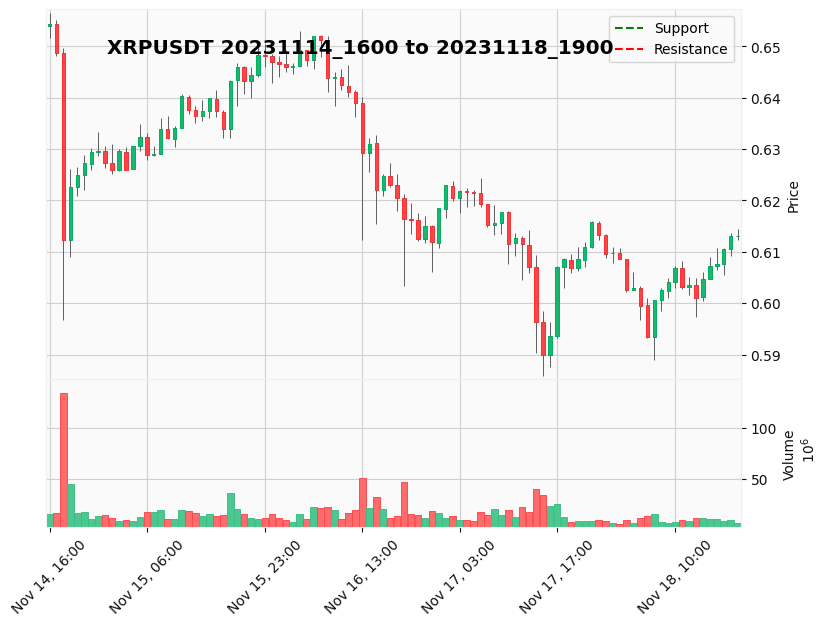 XRPUSDT 20231114_1600 to 20231118_1900
Support
Resistance
0.65
0.64
0.63
0.62
0.61
0.60
0.59
Price
100
50
Volume
10^6
Nov 14, 16:00
Nov 15, 06:00
Nov 15, 23:00
Nov 16, 13:00
Nov 17, 03:00
Nov 17, 17:00
Nov 18, 10:00